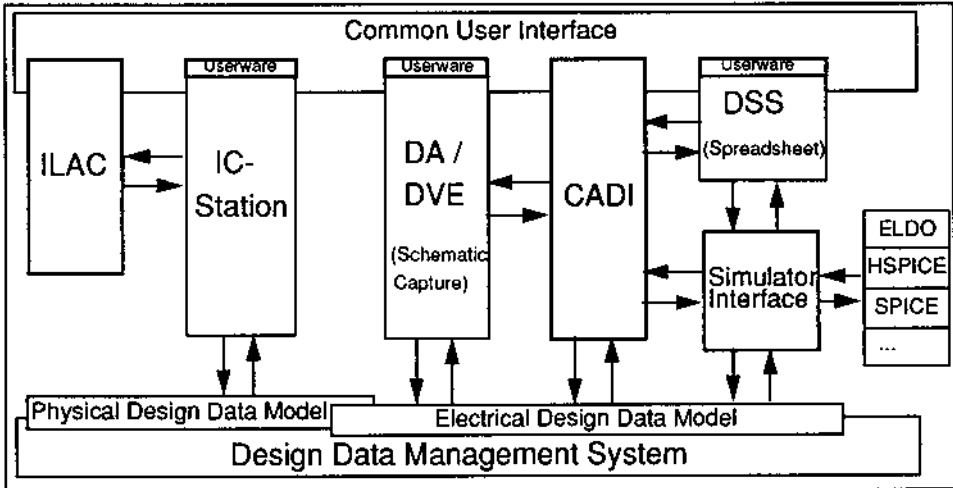 Common User Interface
Userware
Userware
Userware
ILAC
IC-
Station
DA /
DVE
(Schematic
Capture)
CADI
DSS
(Spreadsheet)
Simulator
Interface
ELDO
HSPICE
SPICE
...
Physical Design Data Model
Electrical Design Data Model
Design Data Management System